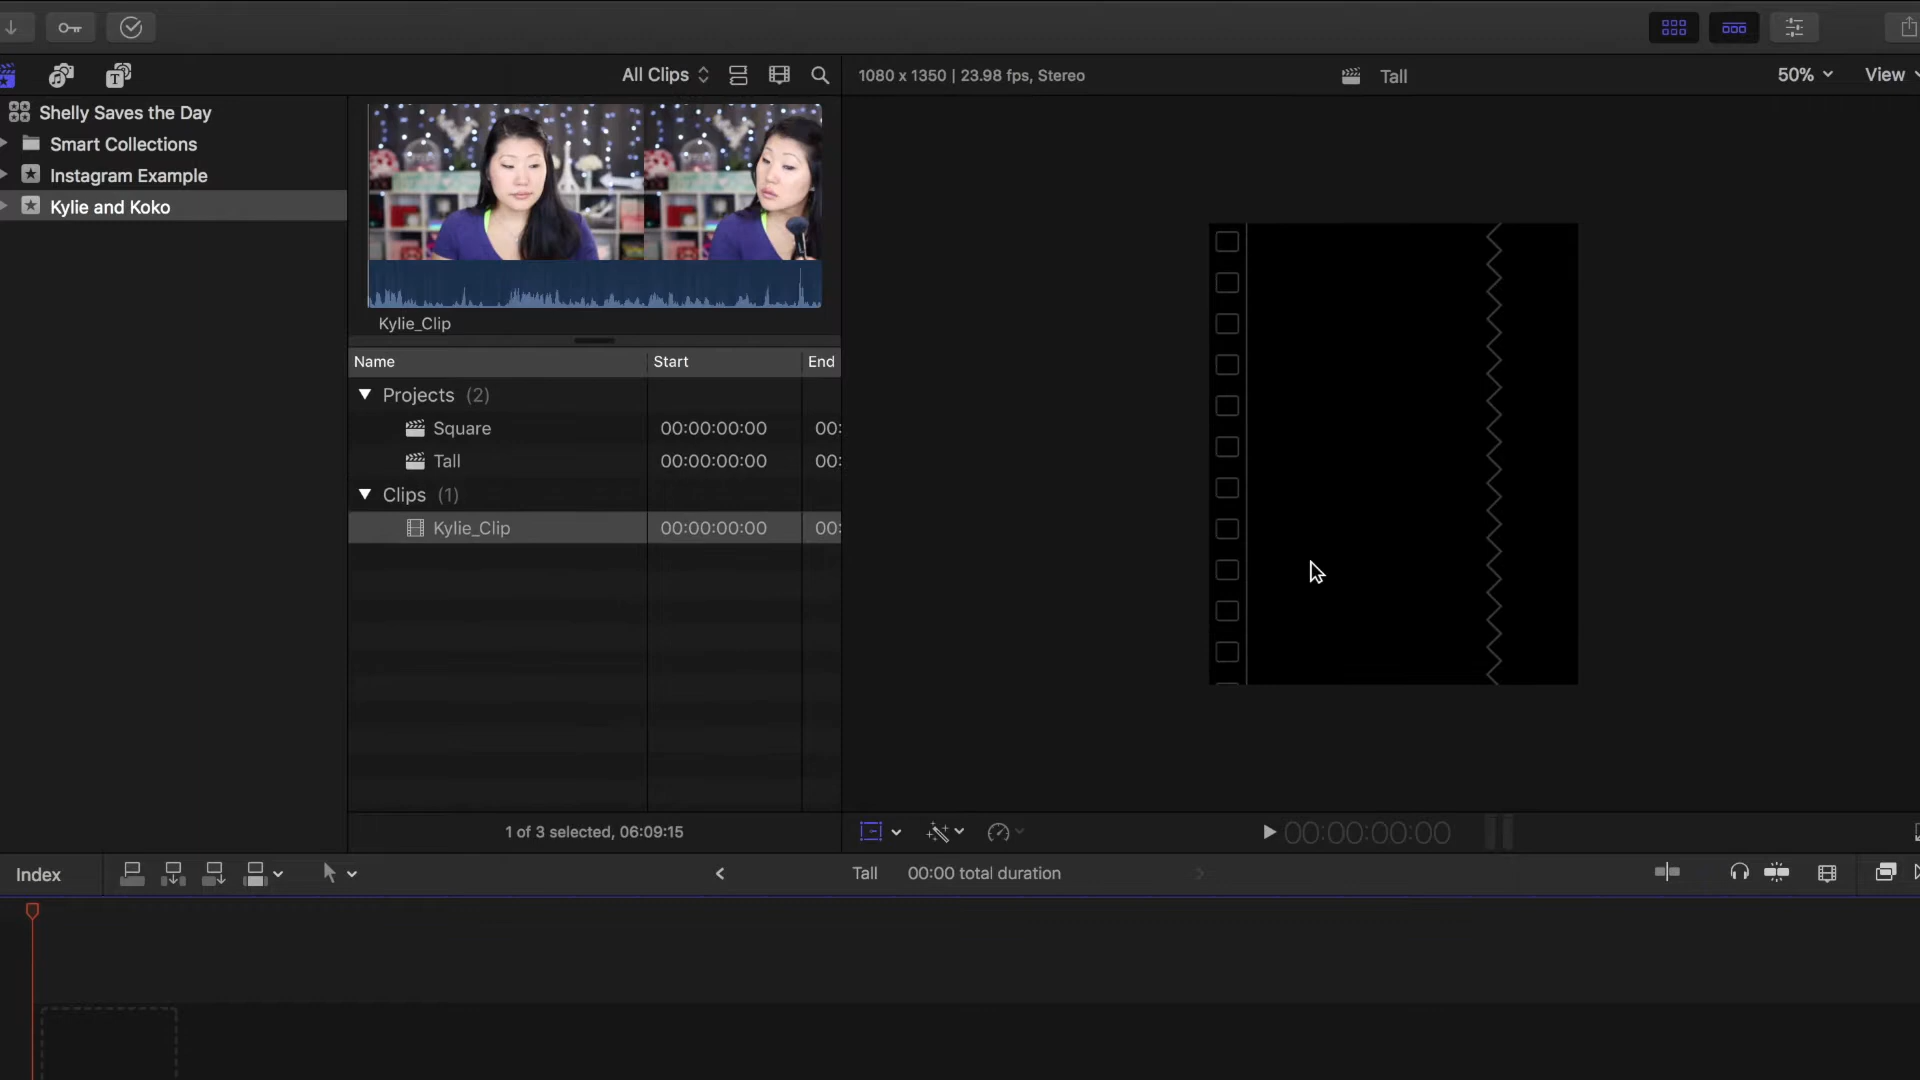 All Clips
1080 x 1350 | 23.98 fps, Stereo
Tall
50%
View
Shelly Saves the Day
Smart Collections
Instagram Example
Kylie and Koko
Kylie_Clip
Name Start End
Projects (2)
Square 00:00:00:00 00:
Tall 00:00:00:00 00:
Clips (1)
Kylie_Clip 00:00:00:00 00:
1 of 3 selected, 06:09:15
00:00:00:00
Index
Tall 00:00 total duration